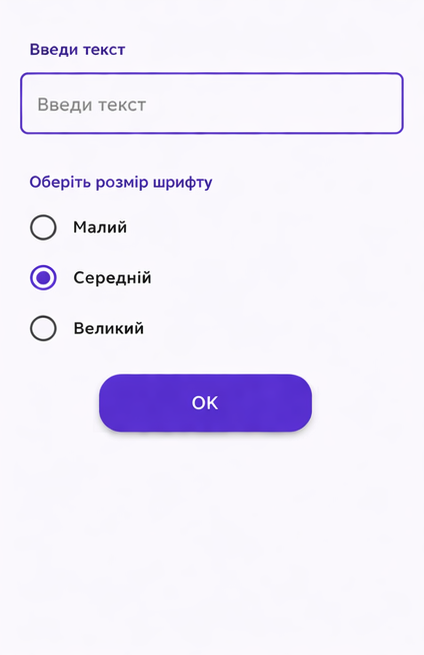 Введи текст
Введи текст
Оберіть розмір шрифту
Малий
Середній
Великий
OK